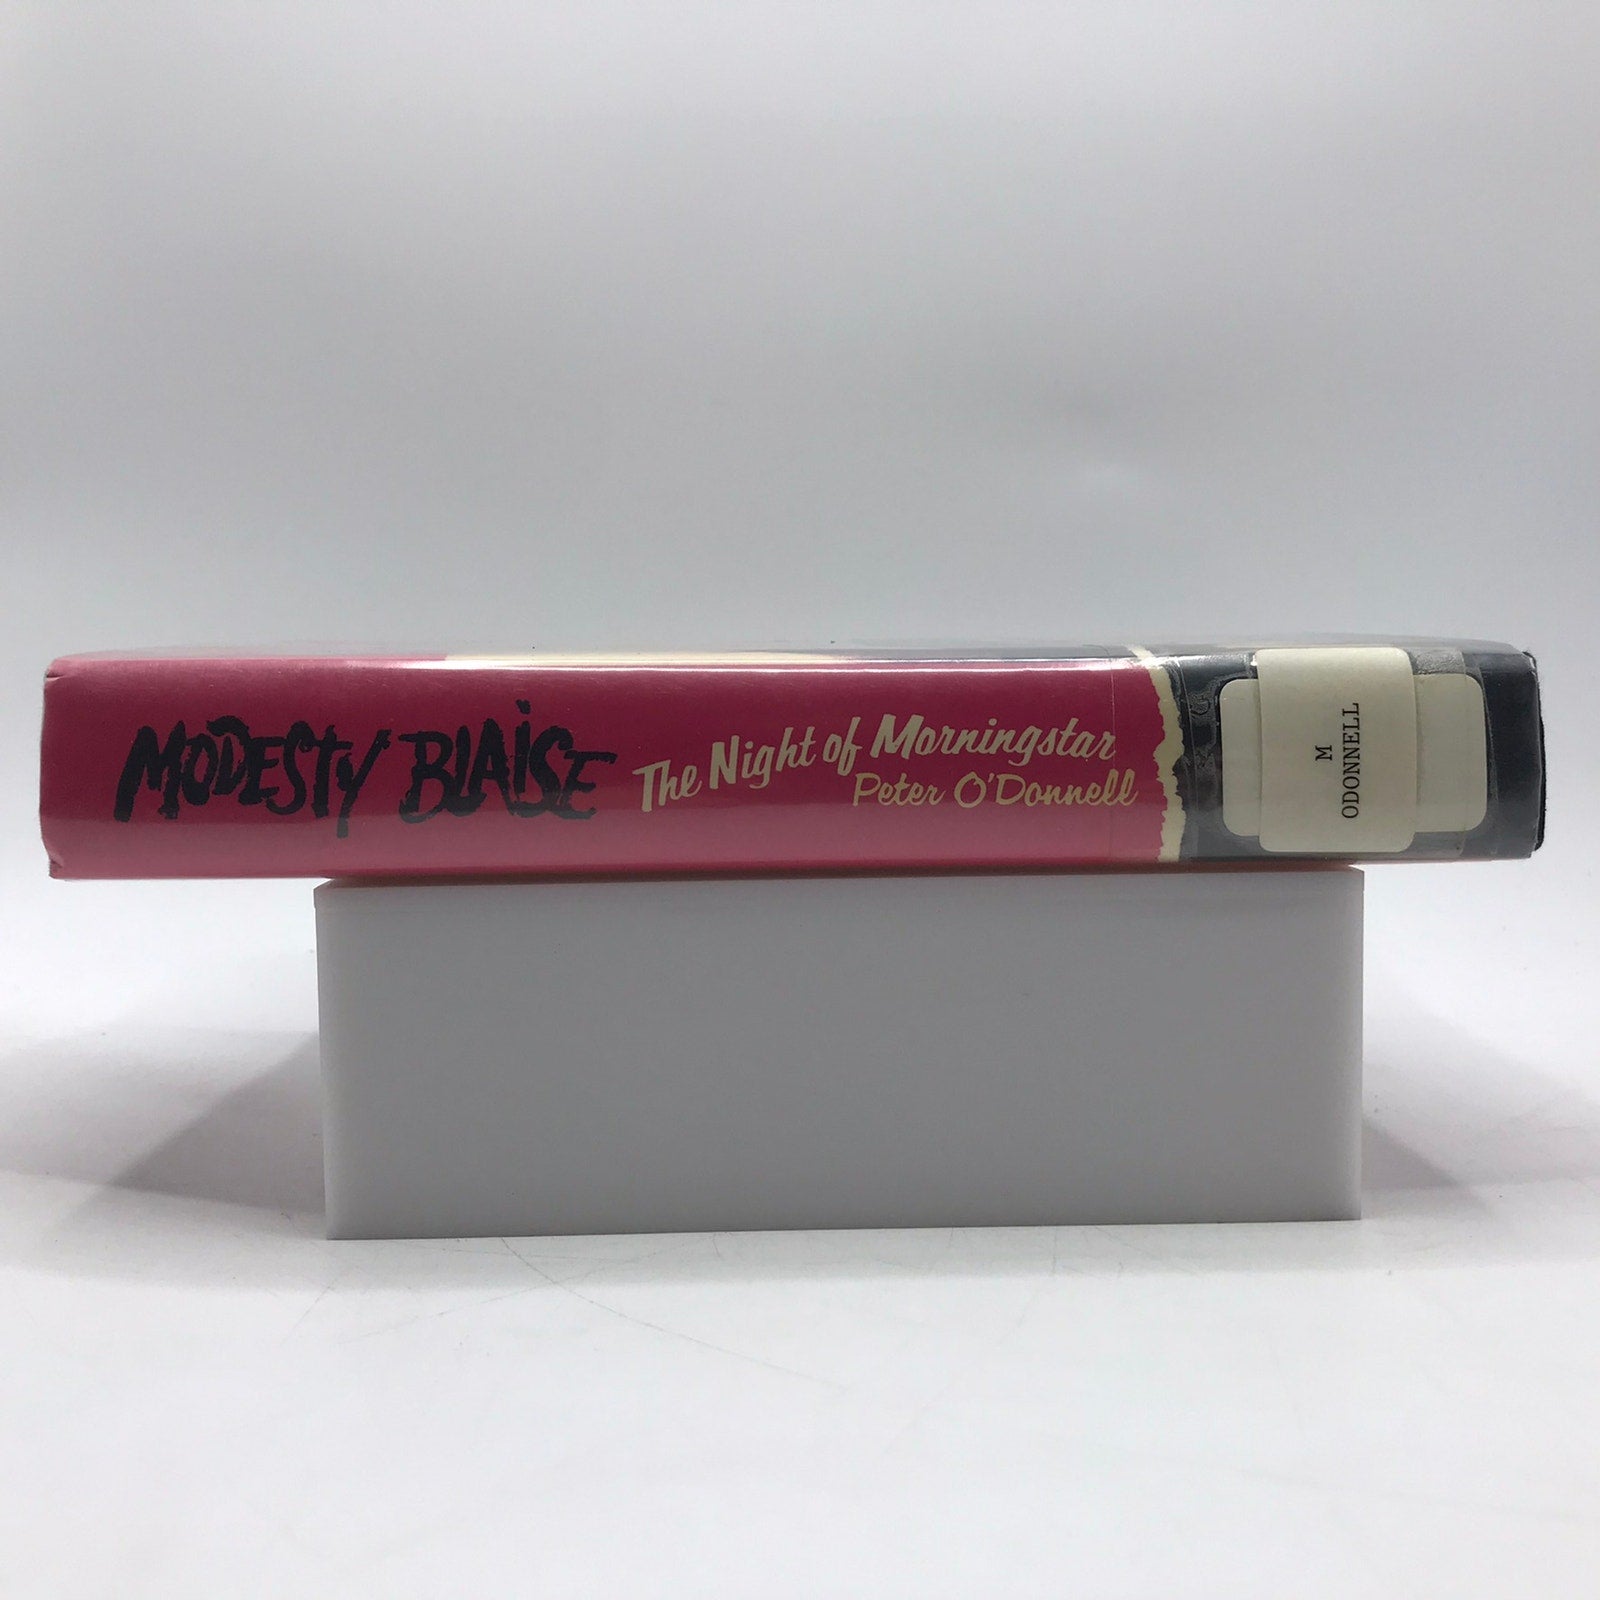 MODESTY BLAISE
The Night of Morningstar
Peter O'Donnell
M
ODONNELL